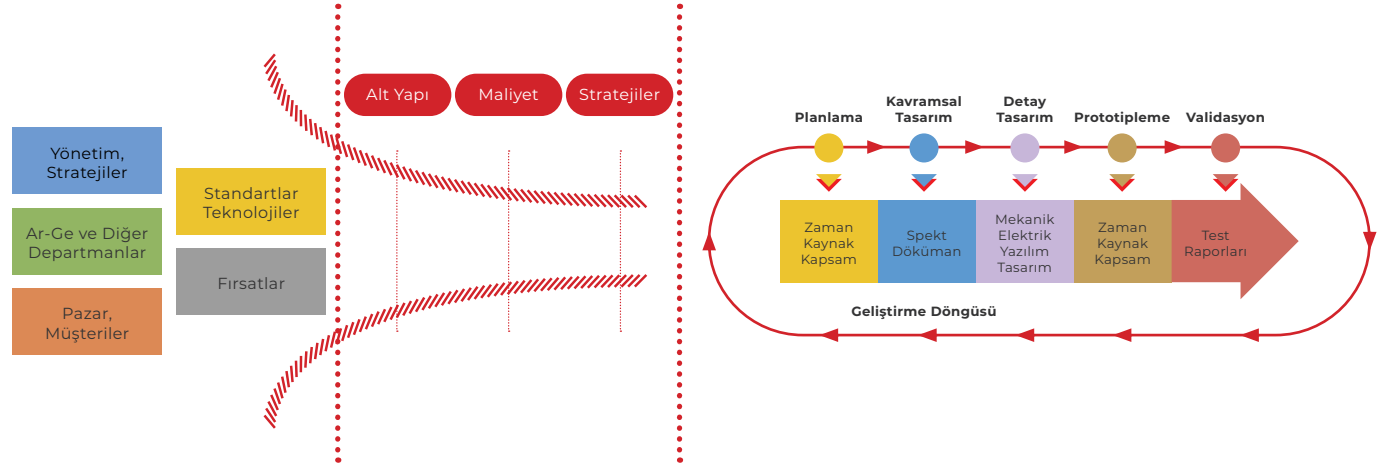 Yönetim,
Stratejiler
Ar-Ge ve Diğer
Departmanlar
Pazar,
Müşteriler
Standartlar
Teknolojiler
Fırsatlar
Alt Yapı
Maliyet
Stratejiler
Planlama
Kavramsal
Tasarım
Detay
Tasarım
Prototipleme
Validasyon
Zaman
Kaynak
Kapsam
Spekt
Döküman
Mekanik
Elektrik
Yazılım
Tasarım
Zaman
Kaynak
Kapsam
Test
Raporları
Geliştirme Döngüsü